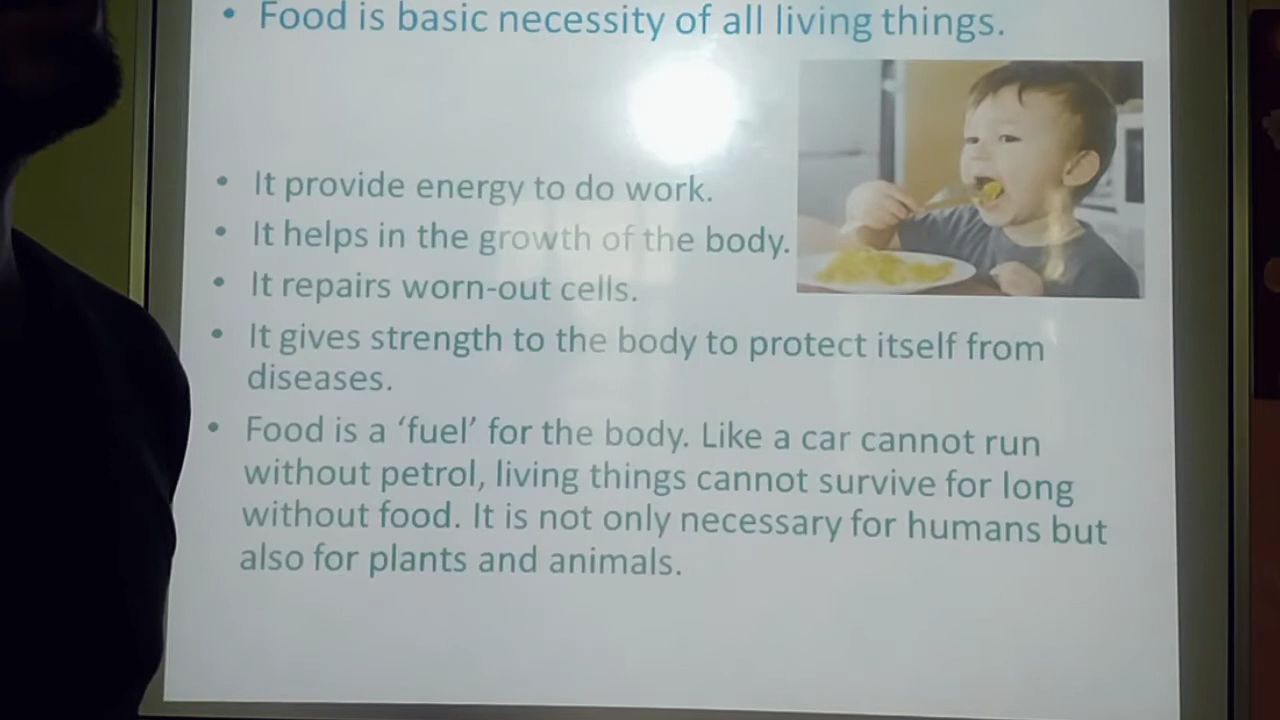 • Food is basic necessity of all living things.
• It provide energy to do work.
• It helps in the growth of the body.
• It repairs worn-out cells.
• It gives strength to the body to protect itself from
diseases.
• Food is a ‘fuel’ for the body. Like a car cannot run
without petrol, living things cannot survive for long
without food. It is not only necessary for humans but
also for plants and animals.